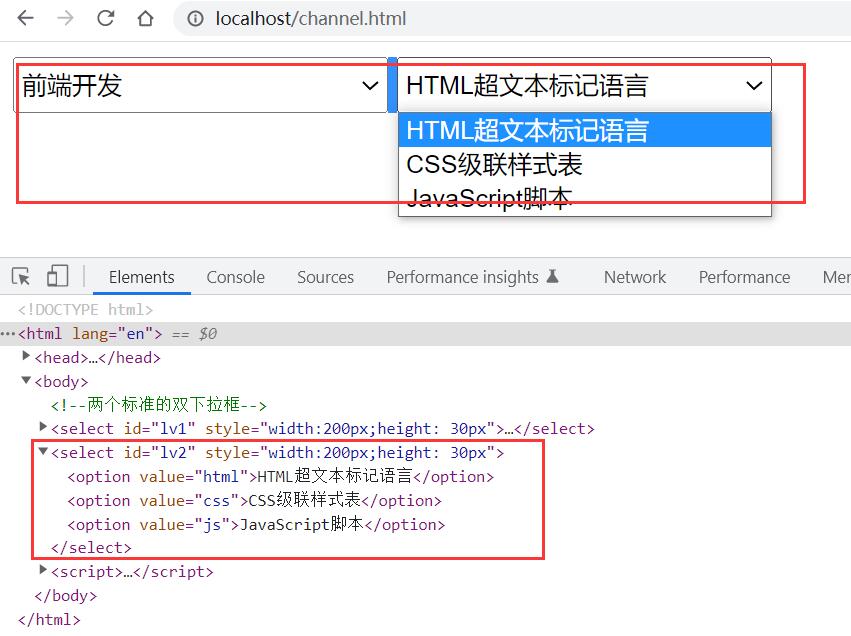 localhost/channel.html
前端开发 HTML超文本标记语言
HTML超文本标记语言
CSS级联样式表
JavaScript脚本
Elements Console Sources Performance insights Network Performance Mer
<!DOCTYPE html>
···<html lang="en"> == $0
<head>…</head>
<body>
<!--两个标准的双下拉框-->
<select id="lv1" style="width:200px;height: 30px">…</select>
<select id="lv2" style="width:200px;height: 30px">
<option value="html">HTML超文本标记语言</option>
<option value="css">CSS级联样式表</option>
<option value="js">JavaScript脚本</option>
</select>
<script>…</script>
</body>
</html>